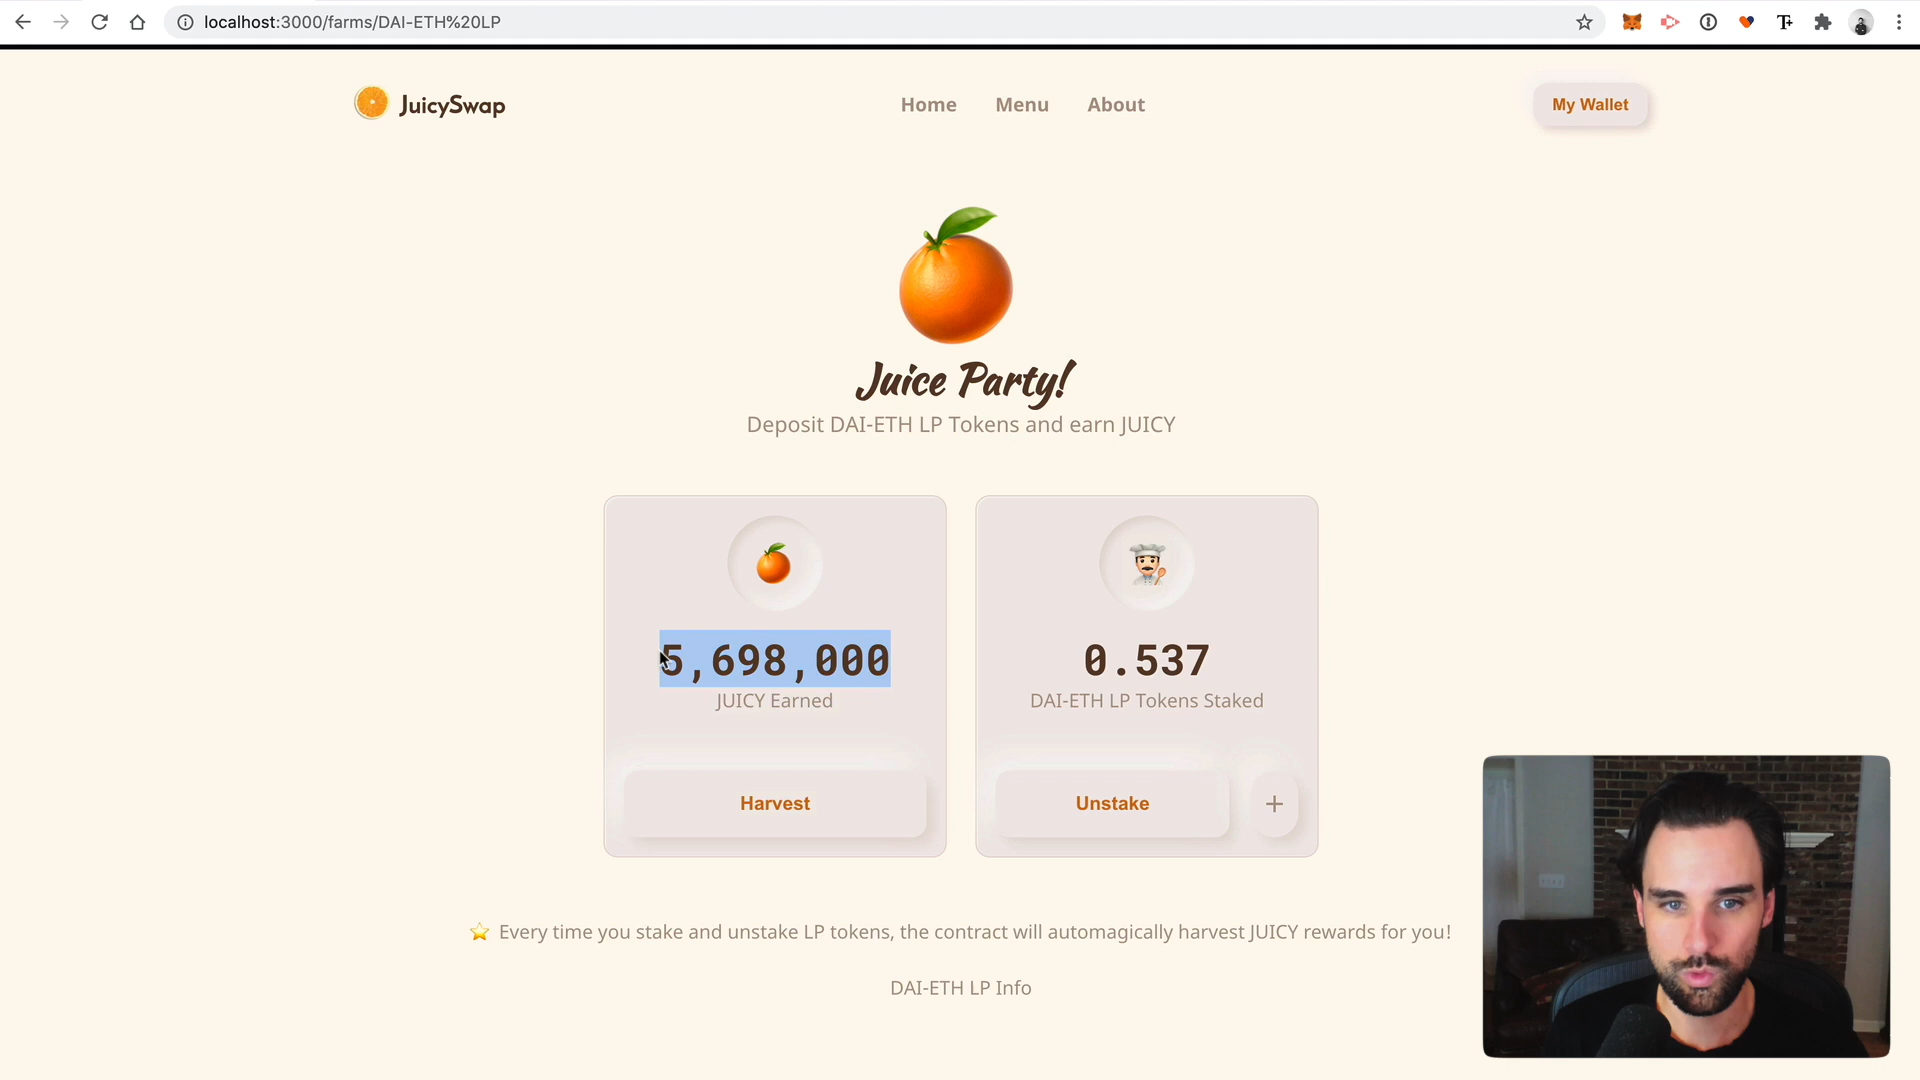 localhost:3000/farms/DAI-ETH%20LP
JuicySwap
Home
Menu
About
My Wallet
Juice Party!
Deposit DAI-ETH LP Tokens and earn JUICY
5,698,000
JUICY Earned
Harvest
0.537
DAI-ETH LP Tokens Staked
Unstake
+
Every time you stake and unstake LP tokens, the contract will automagically harvest JUICY rewards for you!
DAI-ETH LP Info